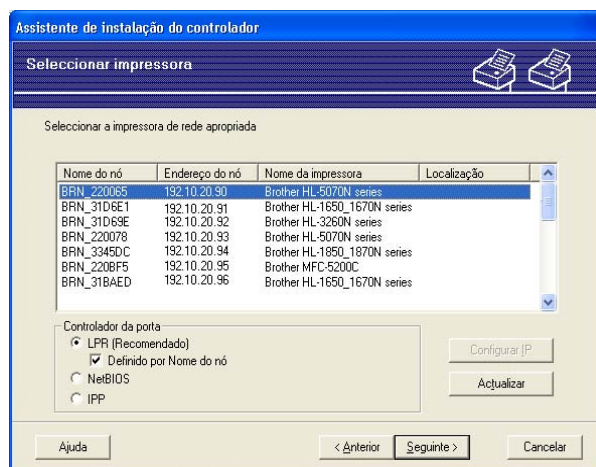 Assistente de instalação do controlador
Seleccionar impressora
Seleccionar a impressora de rede apropriada
Nome do nó Endereço do nó Nome da impressora Localização
BRN_220065 192.10.20.90 Brother HL-5070N series
BRN_31D6E1 192.10.20.91 Brother HL-1650_1670N series
BRN_31D69E 192.10.20.92 Brother HL-3260N series
BRN_220078 192.10.20.93 Brother HL-5070N series
BRN_3345DC 192.10.20.94 Brother HL-1850_1870N series
BRN_220BF5 192.10.20.95 Brother MFC-5200C
BRN_31BAED 192.10.20.96 Brother HL-1650_1670N series
Controlador da porta
LPR (Recomendado)
Definido por Nome do nó
NetBIOS
IPP
Configurar IP
Actualizar
Ajuda < Anterior Seguinte > Cancelar